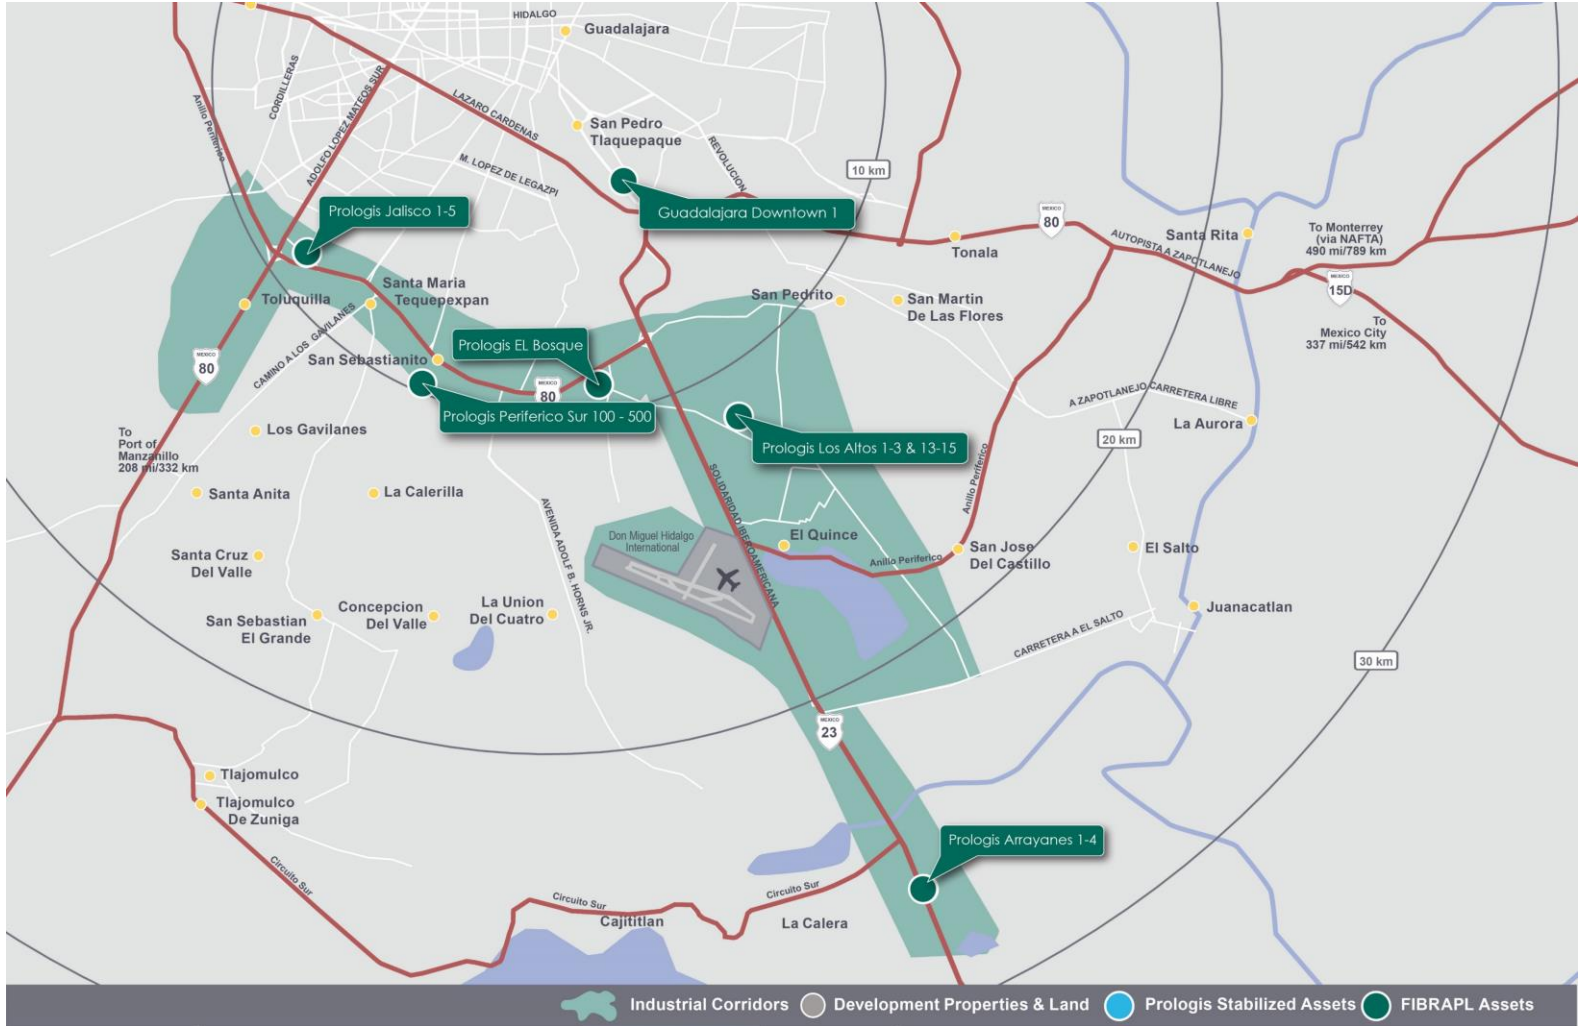 HIDALGO
Guadalajara
CORDILLERAS
Anillo Periferico
ADOLFO LOPEZ MATEOS SUR
LAZARO CARDENAS
San Pedro
Tlaquepaque
M. LOPEZ DE LEGAZPI
REVOLUCION
10 km
Prologis Jalisco 1-5
Guadalajara Downtown 1
MEXICO
80
Tonala
AUTOPISTA A ZAPOTLANEJO
Santa Rita
To Monterrey
(via NAFTA)
490 mi/789 km
MEXICO
15D
To
Mexico City
337 mi/542 km
Santa Maria
Tequepexpan
Toluquilla
San Pedrito
San Martin
De Las Flores
CAMINO A LOS GAVILANES
MEXICO
80
San Sebastianito
Prologis EL Bosque
MEXICO
80
Prologis Periferico Sur 100 - 500
A ZAPOTLANEJO CARRETERA LIBRE
La Aurora
To
Port of
Manzanillo
208 mi/332 km
Los Gavilanes
20 km
Prologis Los Altos 1-3 & 13-15
Santa Anita
La Calerilla
SOLIDARIDAD IBEROAMERICANA
Anillo Periferico
AVENIDA ADOLF B. HORNS JR.
Don Miguel Hidalgo
International
El Quince
Anillo Periferico
San Jose
Del Castillo
El Salto
Santa Cruz
Del Valle
San Sebastian
El Grande
Concepcion
Del Valle
La Union
Del Cuatro
Juanacatlan
CARRETERA A EL SALTO
30 km
MEXICO
23
Tlajomulco
Tlajomulco
De Zuniga
Prologis Arrayanes 1-4
Circuito Sur
Circuito Sur
Circuito Sur
Cajititlan
La Calera
Industrial Corridors
Development Properties & Land
Prologis Stabilized Assets
FIBRAPL Assets